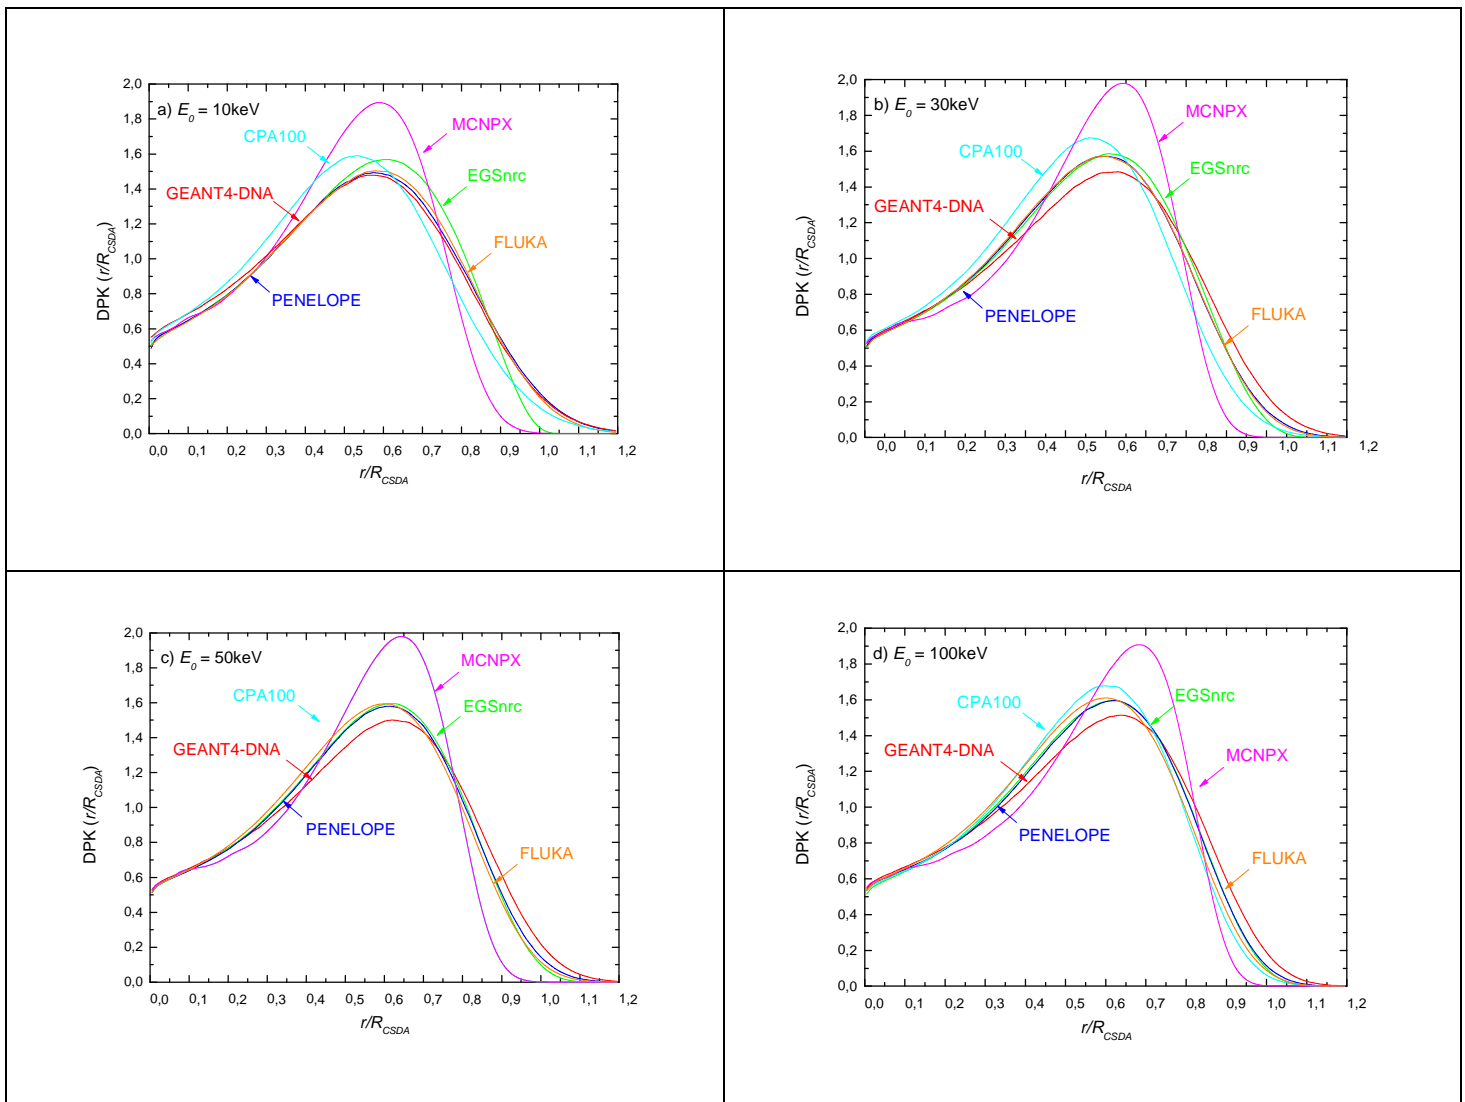 a) E0 = 10keV
2,0
1,8
1,6
1,4
1,2
1,0
0,8
0,6
0,4
0,2
0,0
DPK (r/RCSDA)
MCNPX
CPA100
EGSnrc
GEANT4-DNA
FLUKA
PENELOPE
0,0 0,1 0,2 0,4 0,5 0,6 0,7 0,8 0,9 1,0 1,1 1,2
r/RCSDA
b) E0 = 30keV
2,0
1,8
1,6
1,4
1,2
1,0
0,8
0,6
0,4
0,2
0,0
DPK (r/RCSDA)
MCNPX
CPA100
EGSnrc
GEANT4-DNA
PENELOPE
FLUKA
0,0 0,1 0,2 0,3 0,4 0,5 0,6 0,7 0,8 0,9 1,0 1,1 1,2
r/RCSDA
c) E0 = 50keV
2,0
1,8
1,6
1,4
1,2
1,0
0,8
0,6
0,4
0,2
0,0
DPK (r/RCSDA)
MCNPX
CPA100
EGSnrc
GEANT4-DNA
PENELOPE
FLUKA
0,0 0,1 0,2 0,3 0,4 0,5 0,6 0,7 0,8 0,9 1,0 1,1 1,2
r/RCSDA
d) E0 = 100keV
2,0
1,8
1,6
1,4
1,2
1,0
0,8
0,6
0,4
0,2
0,0
DPK (r/RCSDA)
EGSnrc
CPA100
GEANT4-DNA
MCNPX
PENELOPE
FLUKA
0,0 0,1 0,2 0,3 0,4 0,5 0,6 0,7 0,8 0,9 1,0 1,1 1,2
r/RCSDA